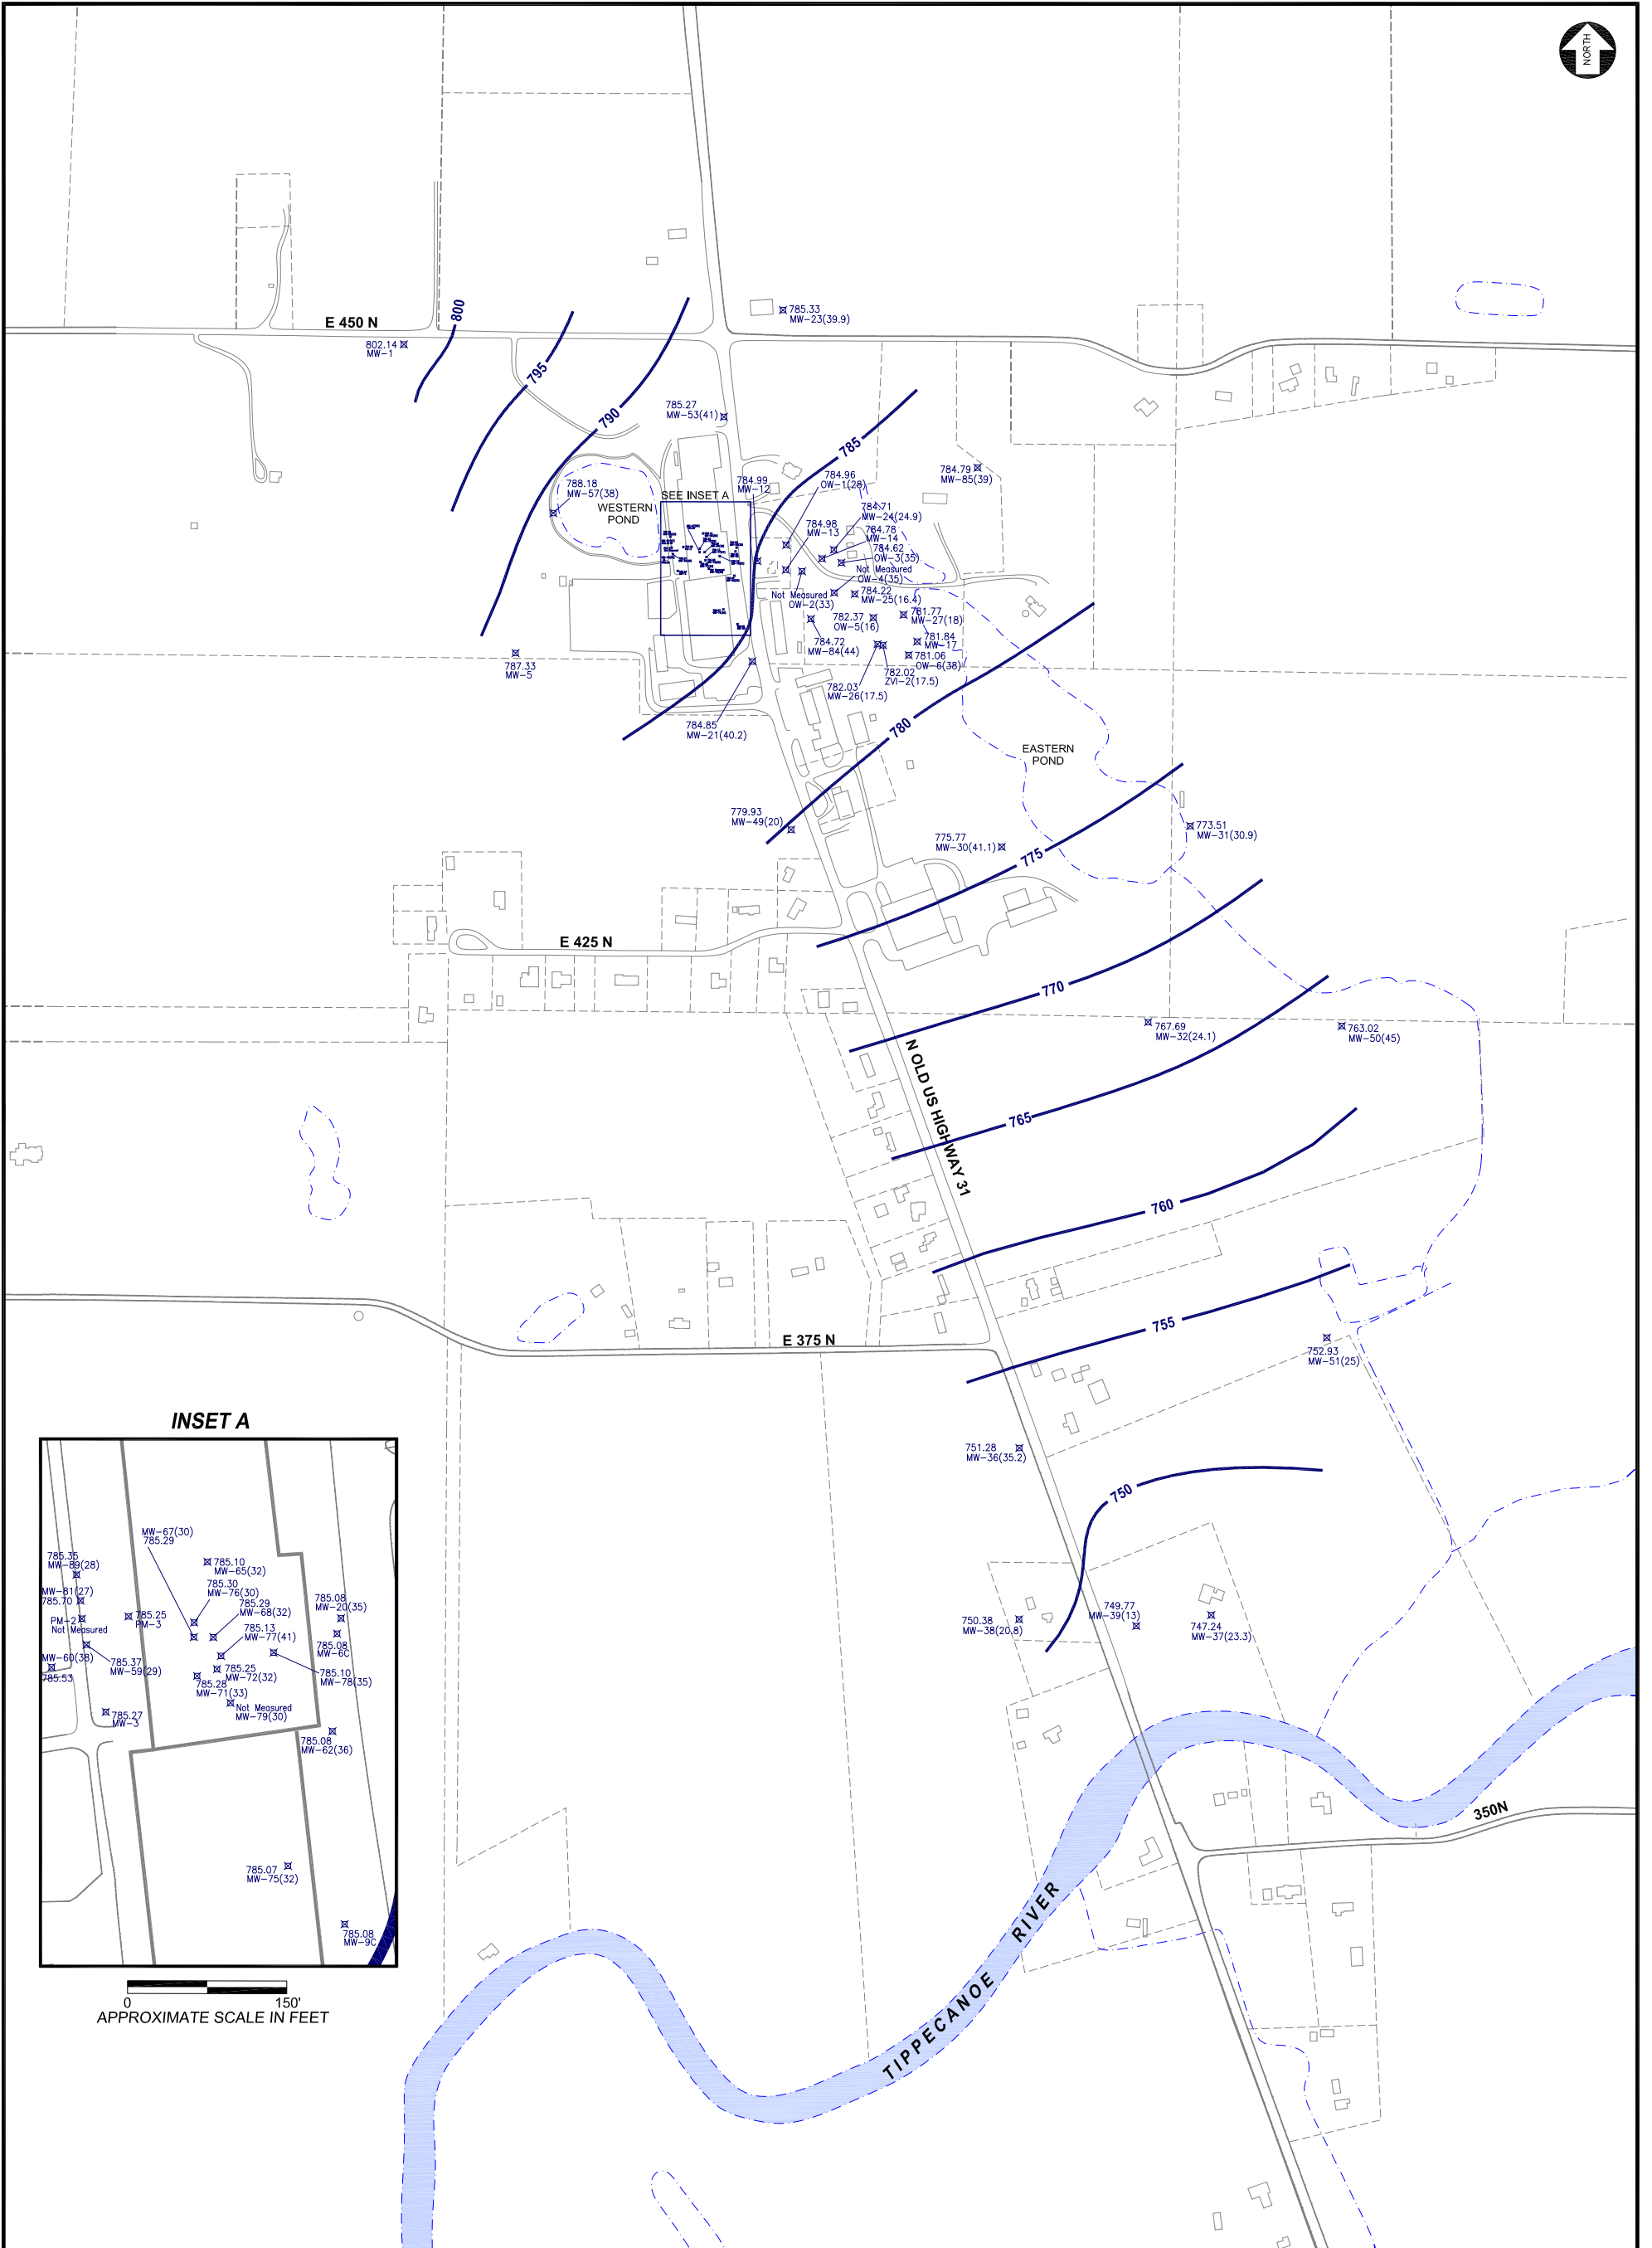 NORTH
800
E 450 N
802.14
MW-1
785.33
MW-23(39.9)
795
790
785.27
MW-53(41)
785
788.18
MW-57(38)
WESTERN
POND
SEE INSET A
784.99
MW-12
784.96
OW-1(28)
784.79
MW-85(39)
784.98
MW-13
784.71
MW-24(24.9)
784.78
MW-14
784.62
OW-3(35)
Not Measured
OW-4(35)
Not Measured
OW-2(33)
784.22
MW-25(16.4)
782.37
OW-5(16)
781.77
MW-27(18)
784.72
MW-84(44)
781.84
MW-17
781.06
OW-6(38)
782.02
ZVI-2(17.5)
782.03
MW-26(17.5)
787.33
MW-5
784.85
MW-21(40.2)
780
EASTERN
POND
779.93
MW-49(20)
775.77
MW-30(41.1)
775
773.51
MW-31(30.9)
E 425 N
770
767.69
MW-32(24.1)
763.02
MW-50(45)
N OLD US HIGHWAY 31
765
760
755
E 375 N
752.93
MW-51(25)
751.28
MW-36(35.2)
750
750.38
MW-38(20.8)
749.77
MW-39(13)
747.24
MW-37(23.3)
350N
TIPPECANOE RIVER
INSET A
MW-67(30)
785.29
785.35
MW-89(28)
785.10
MW-65(32)
785.30
MW-76(30)
MW-81(27)
785.70
785.29
MW-68(32)
785.08
MW-20(35)
PM-2
Not Measured
785.25
PM-3
785.13
MW-77(41)
785.08
MW-6C
MW-60(38)
785.53
785.37
MW-59(29)
785.25
MW-72(32)
785.10
MW-78(35)
785.28
MW-71(33)
Not Measured
MW-79(30)
785.27
MW-3
785.08
MW-62(36)
785.07
MW-75(32)
785.08
MW-9C
0 150'
APPROXIMATE SCALE IN FEET